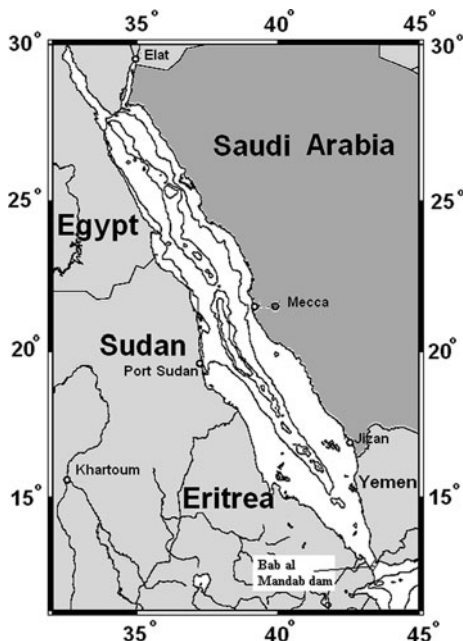 35° 40° 45°
30° 30°
Elat
Saudi Arabia
25° 25°
Egypt
Mecca
Sudan
20° 20°
Port Sudan
Jizan
Khartoum
Yemen
15° 15°
Eritrea
Bab al
Mandab dam
35° 40° 45°